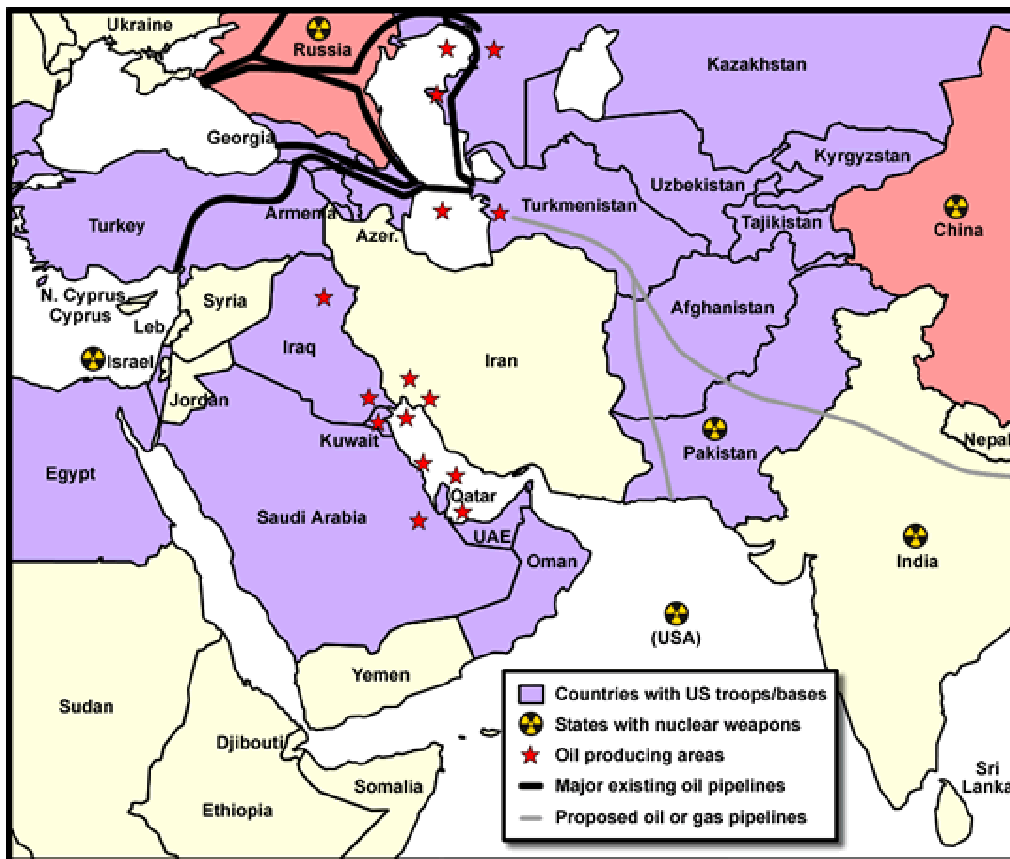 Ukraine
Russia
Kazakhstan
Georgia
Kyrgyzstan
Uzbekistan
Turkmenistan
Armenia
Tajikistan
Turkey
China
Azer.
N. Cyprus
Cyprus
Syria
Afghanistan
Leb.
Iraq
Iran
Israel
Jordan
Kuwait
Nepal
Pakistan
Egypt
Qatar
Saudi Arabia
UAE
Oman
India
(USA)
Yemen
Sudan
Djibouti
Somalia
Ethiopia
Sri
Lanka
Countries with US troops/bases
States with nuclear weapons
Oil producing areas
Major existing oil pipelines
Proposed oil or gas pipelines